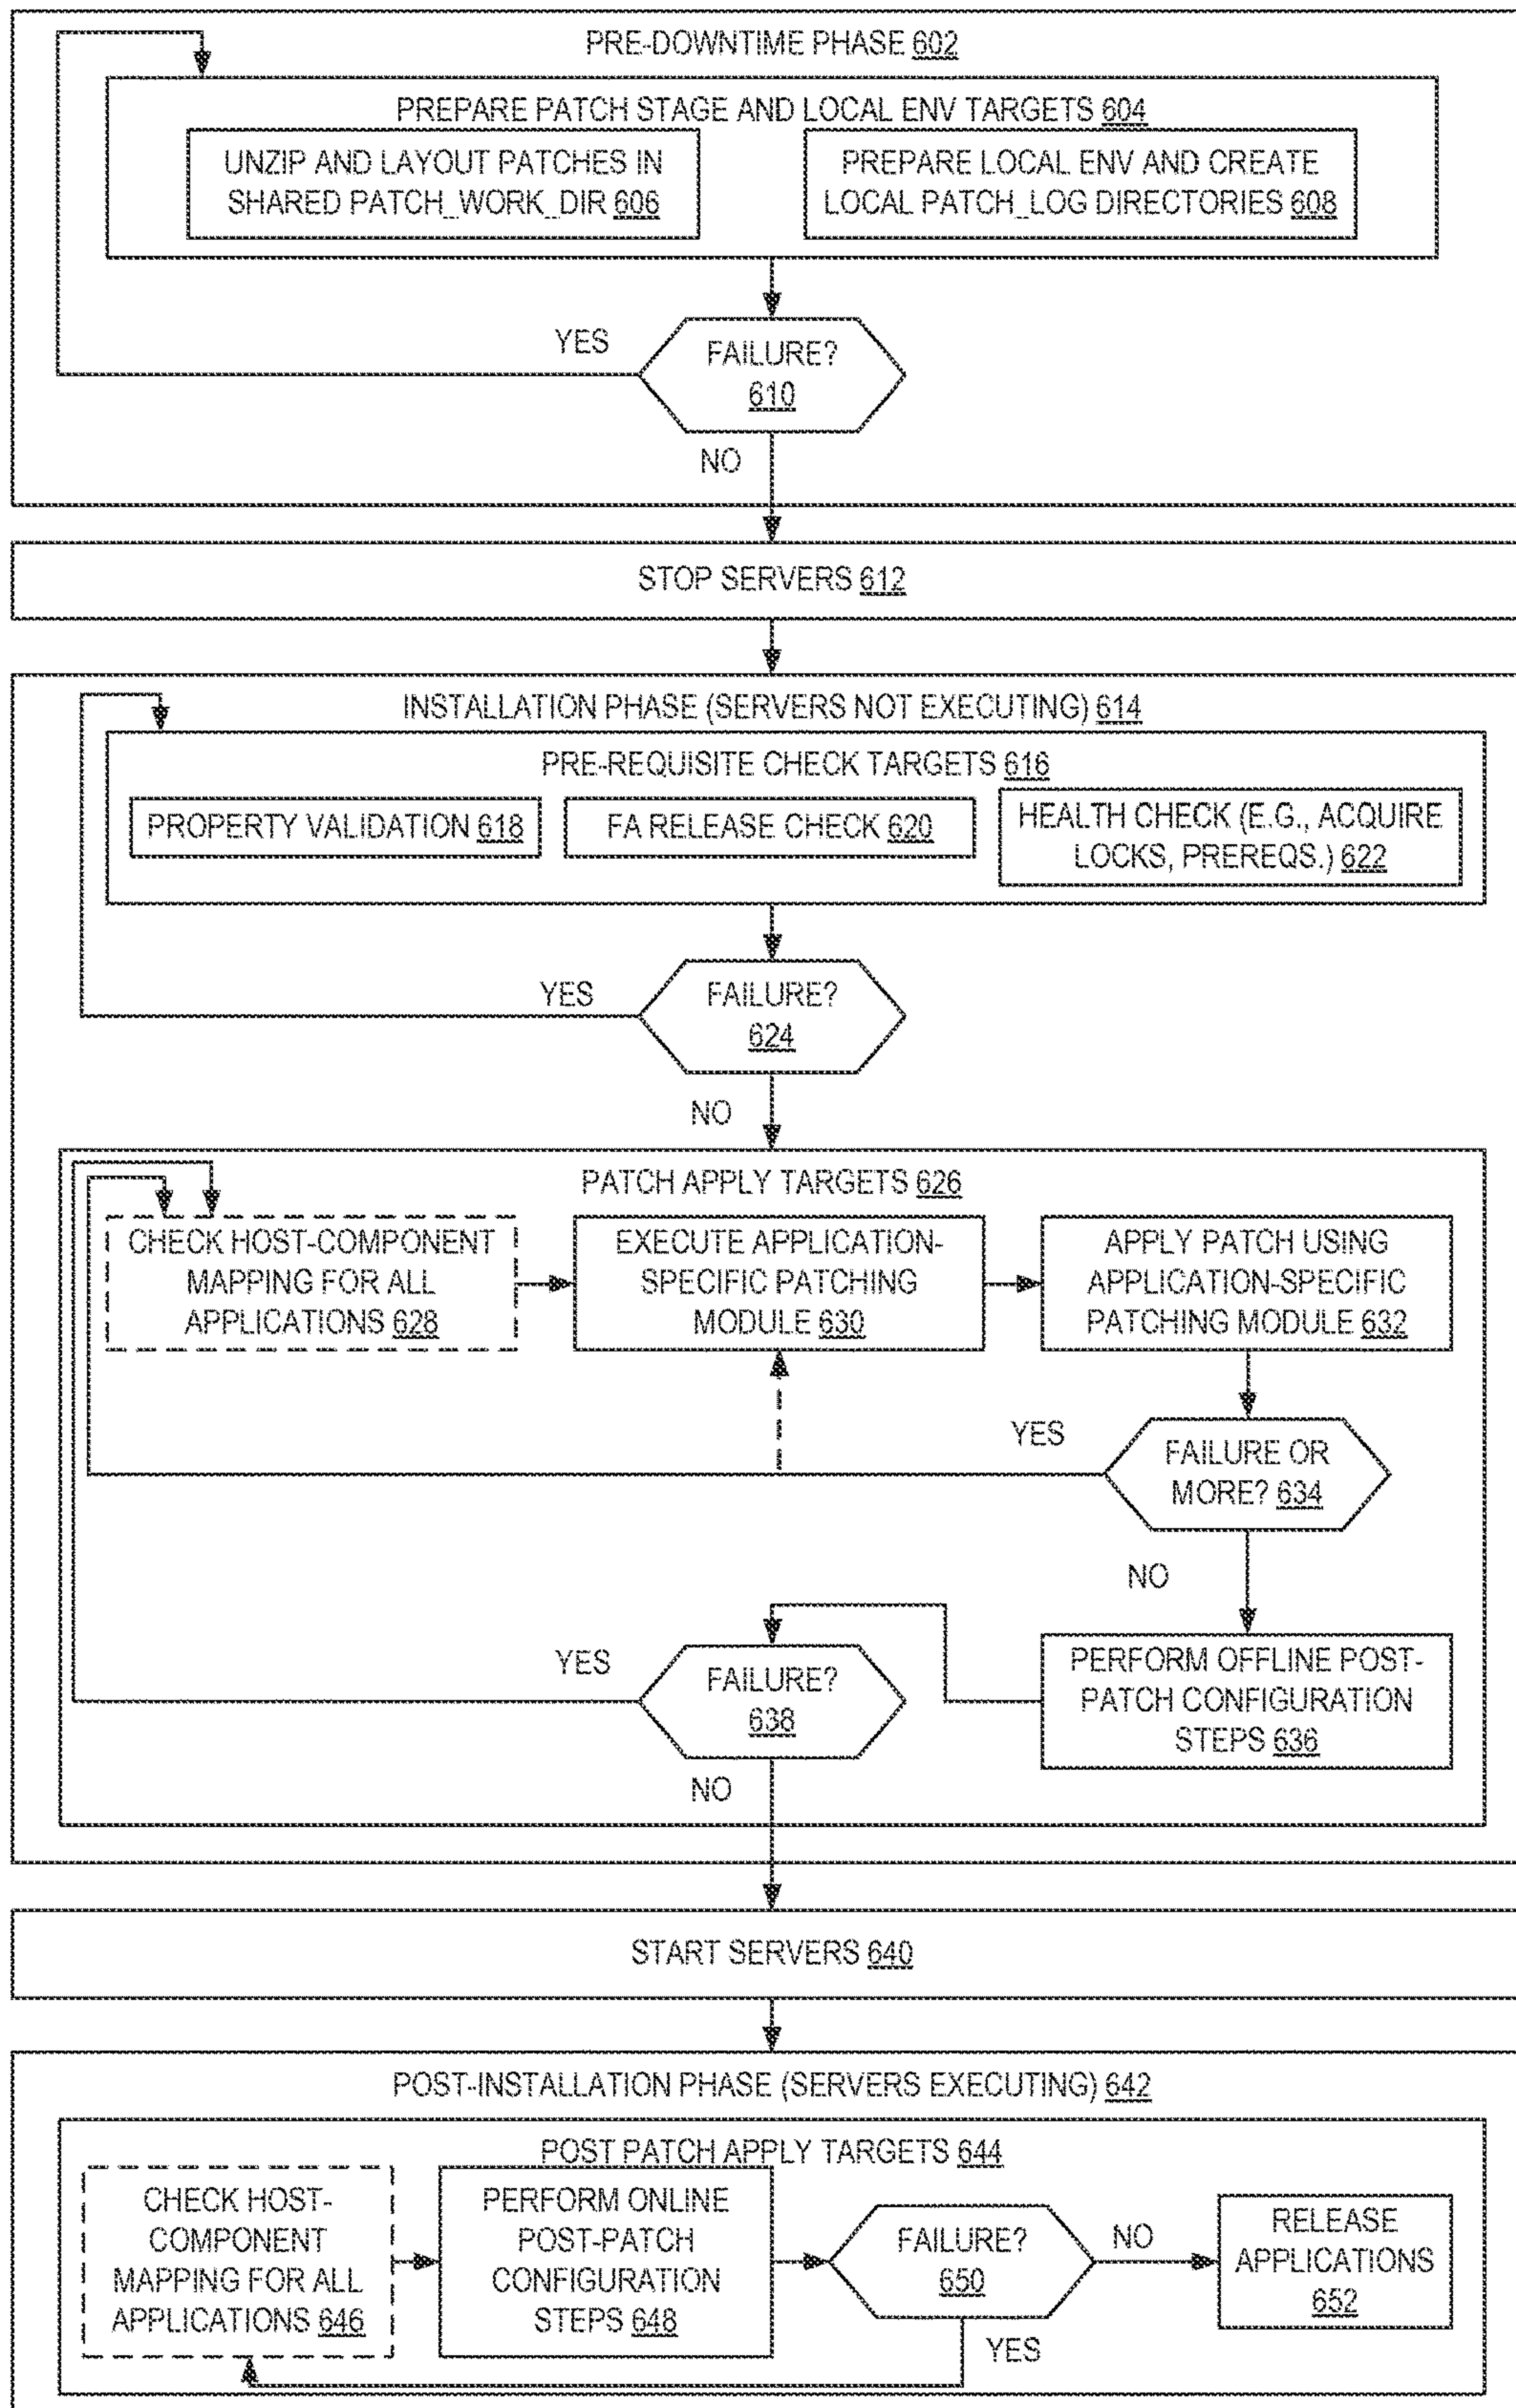 PRE-DOWNTIME PHASE 602
PREPARE PATCH STAGE AND LOCAL ENV TARGETS 604
UNZIP AND LAYOUT PATCHES IN
SHARED PATCH_WORK_DIR 606
PREPARE LOCAL ENV AND CREATE
LOCAL PATCH_LOG DIRECTORIES 608
YES
FAILURE?
610
NO
STOP SERVERS 612
INSTALLATION PHASE (SERVERS NOT EXECUTING) 614
PRE-REQUISITE CHECK TARGETS 616
PROPERTY VALIDATION 618
FA RELEASE CHECK 620
HEALTH CHECK (E.G., ACQUIRE
LOCKS, PREREQS.) 622
YES
FAILURE?
624
NO
PATCH APPLY TARGETS 626
CHECK HOST-COMPONENT
MAPPING FOR ALL
APPLICATIONS 628
EXECUTE APPLICATION-
SPECIFIC PATCHING
MODULE 630
APPLY PATCH USING
APPLICATION-SPECIFIC
PATCHING MODULE 632
YES
FAILURE OR
MORE? 634
NO
YES
FAILURE?
638
PERFORM OFFLINE POST-
PATCH CONFIGURATION
STEPS 636
NO
START SERVERS 640
POST-INSTALLATION PHASE (SERVERS EXECUTING) 642
POST PATCH APPLY TARGETS 644
CHECK HOST-
COMPONENT
MAPPING FOR ALL
APPLICATIONS 646
PERFORM ONLINE
POST-PATCH
CONFIGURATION
STEPS 648
FAILURE?
650
NO
RELEASE
APPLICATIONS
652
YES